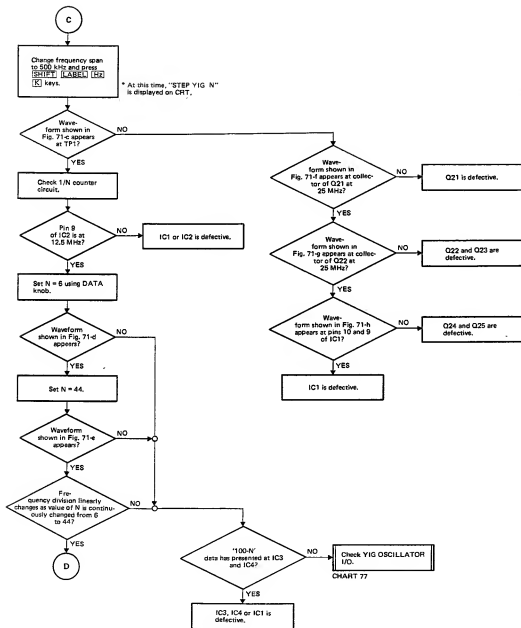 C
Change frequency span
to 500 kHz and press
SHIFT LABEL Hz
K keys.
* At this time, "STEP YIG N"
is displayed on CRT.
Wave-
form shown in
Fig. 71-c appears
at TP1?
NO
YES
Check 1/N counter
circuit.
Pin 9
of IC2 is at
12.5 MHz?
NO
IC1 or IC2 is defective.
YES
Set N = 6 using DATA
knob.
Waveform
shown in Fig. 71-d
appears?
NO
YES
Set N = 44.
Waveform
shown in Fig. 71-e
appears?
NO
YES
Fre-
quency division linearly
changes as value of N is contin-
uously changed from 6
to 44?
NO
YES
D
Wave-
form shown in
Fig. 71-f appears at collec-
tor of Q21 at
25 MHz?
NO
Q21 is defective.
YES
Wave-
form shown in
Fig. 71-g appears at collec-
tor of Q22 at
25 MHz?
NO
Q22 and Q23 are
defective.
YES
Wave-
form shown in Fig. 71-h
appears at pins 10 and 9
of IC1?
NO
Q24 and Q25 are
defective.
YES
IC1 is defective.
'100-N'
data has presented at IC3
and IC4?
NO
Check YIG OSCILLATOR
I/O.
CHART 77
YES
IC3, IC4 or IC1 is
defective.